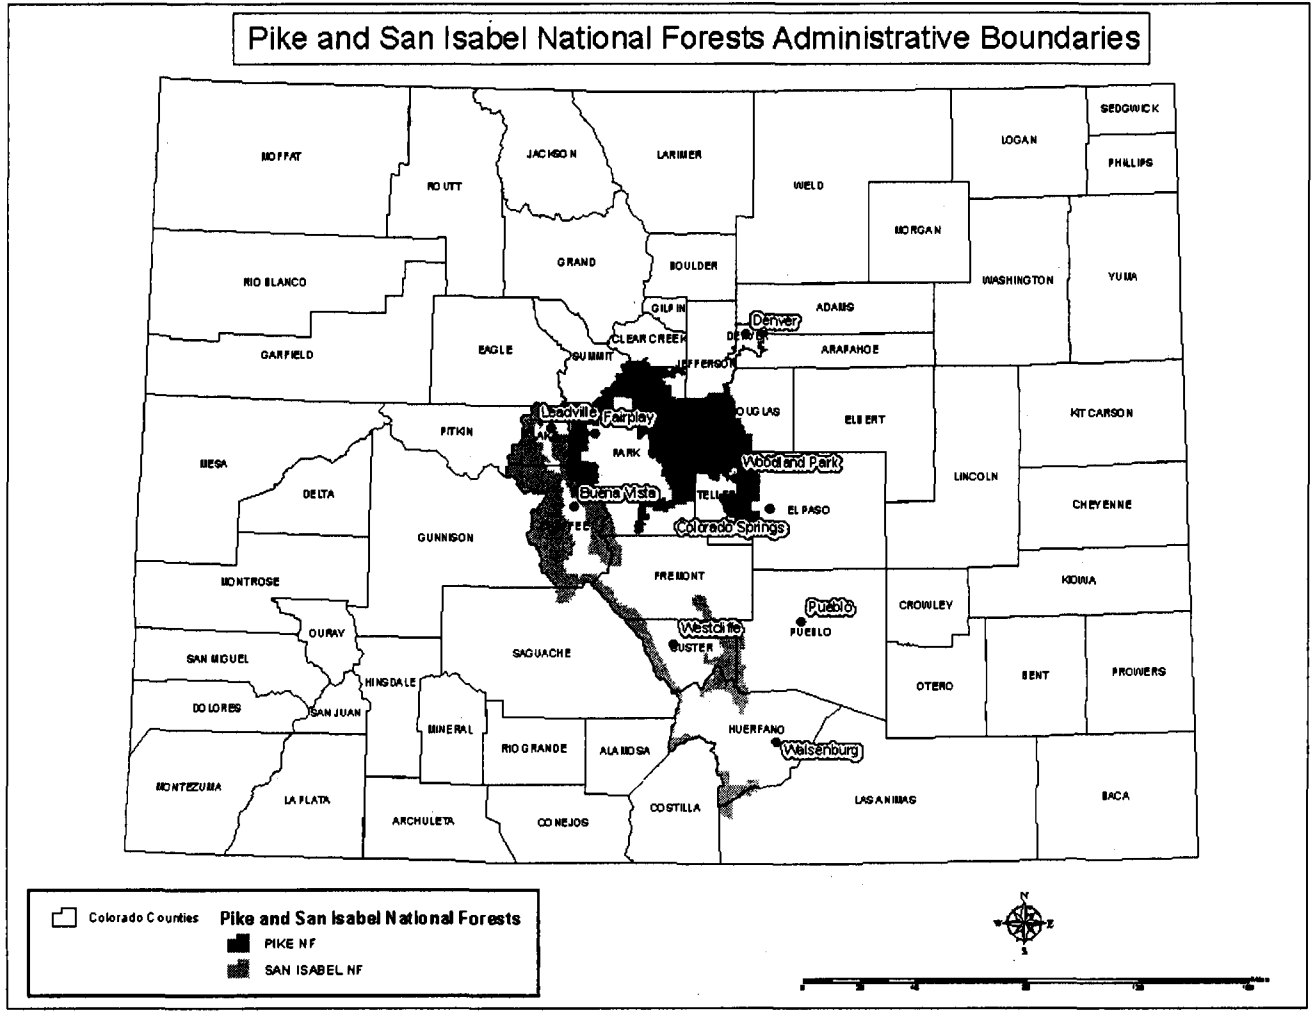 Pike and San Isabel National Forests Administrative Boundaries
SEDGWICK
LOGAN
MOFFAT
JACKSON
LARIMER
PHILLIPS
ROUTT
WELD
MORGAN
GRAND
BOULDER
RIO BLANCO
WASHINGTON
YUMA
GILPIN
ADAMS
Denver
CLEAR CREEK
EAGLE
ARAPAHOE
GARFIELD
SUMMIT
JEFFERSON
Leadville
Fairplay
KIT CARSON
ELBERT
PITKIN
PARK
MESA
Woodland Park
LINCOLN
DELTA
Buena Vista
CHEYENNE
EL PASO
Colorado Springs
GUNNISON
FREMONT
MONTROSE
KIOWA
CROWLEY
Pueblo
PUEBLO
OURAY
Westcliffe
SAN MIGUEL
SAGUACHE
HINSDALE
OTERO
BENT
PROWERS
DOLORES
SAN JUAN
MINERAL
HUERFANO
RIO GRANDE
ALAMOSA
Walsenburg
MONTEZUMA
LA PLATA
COSTILLA
LAS ANIMAS
BACA
ARCHULETA
CONEJOS
Colorado Counties
Pike and San Isabel National Forests
PIKE NF
SAN ISABEL NF
N
W
E
S